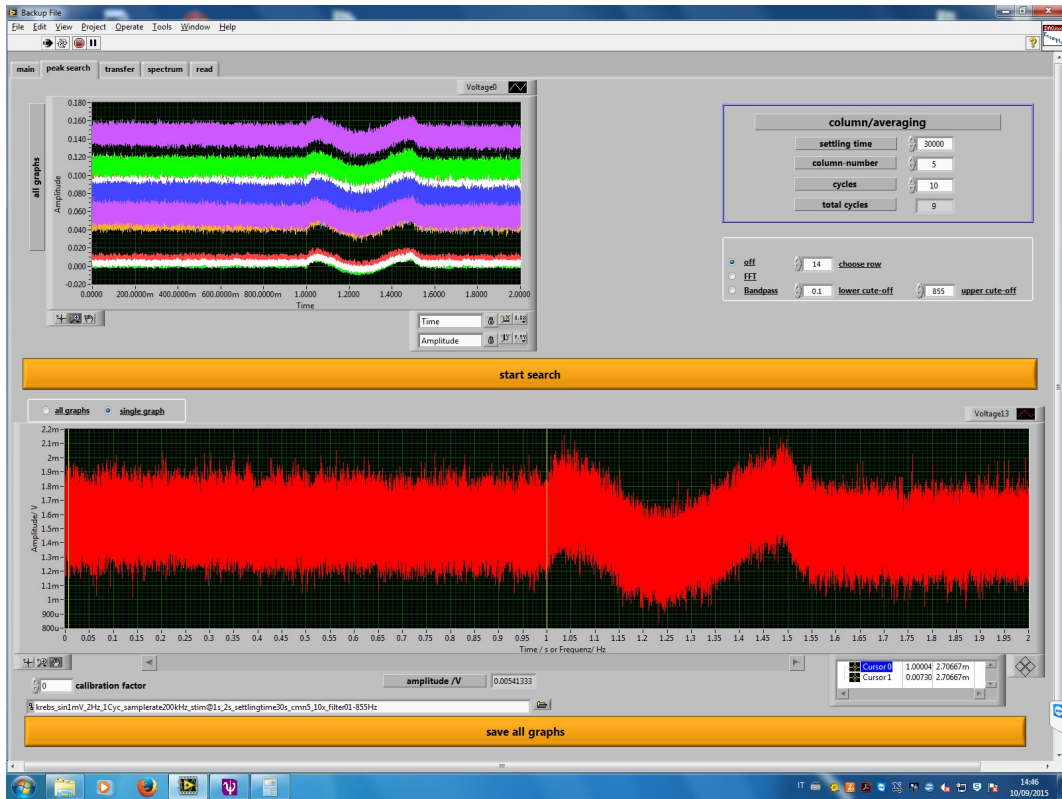 Backup File
File Edit View Project Operate Tools Window Help
main peak search transfer spectrum read
Voltage0
all graphs
Amplitude
0.180
0.160
0.140
0.120
0.100
0.080
0.060
0.040
0.020
0.000
-0.020
0.0000 200.0000m 400.0000m 600.0000m 800.0000m 1.0000 1.2000 1.4000 1.6000 1.8000 2.0000
Time
Time
Amplitude
column/averaging
settling time 30000
column-number 5
cycles 10
total cycles 9
off 14 choose row
FFT
Bandpass 0.1 lower cute-off 855 upper cute-off
start search
all graphs single graph
Voltage13
Amplitude/ V
2.2m
2.1m
2m
1.9m
1.8m
1.7m
1.6m
1.5m
1.4m
1.3m
1.2m
1.1m
1m
900u
800u
0 0.05 0.1 0.15 0.2 0.25 0.3 0.35 0.4 0.45 0.5 0.55 0.6 0.65 0.7 0.75 0.8 0.85 0.9 0.95 1 1.05 1.1 1.15 1.2 1.25 1.3 1.35 1.4 1.45 1.5 1.55 1.6 1.65 1.7 1.75 1.8 1.85 1.9 1.95 2
Time / s or Frequenz/ Hz
Cursor 0 1.00004 2.70667m
Cursor 1 0.00730 2.70667m
0 calibration factor
amplitude /V 0.00541333
krebs_sin1mV_2Hz_1Cyc_samplerate200kHz_stim@1s_2s_settlingtime30s_cmn5_10x_filter01-855Hz
save all graphs
IT
14:46
10/09/2015